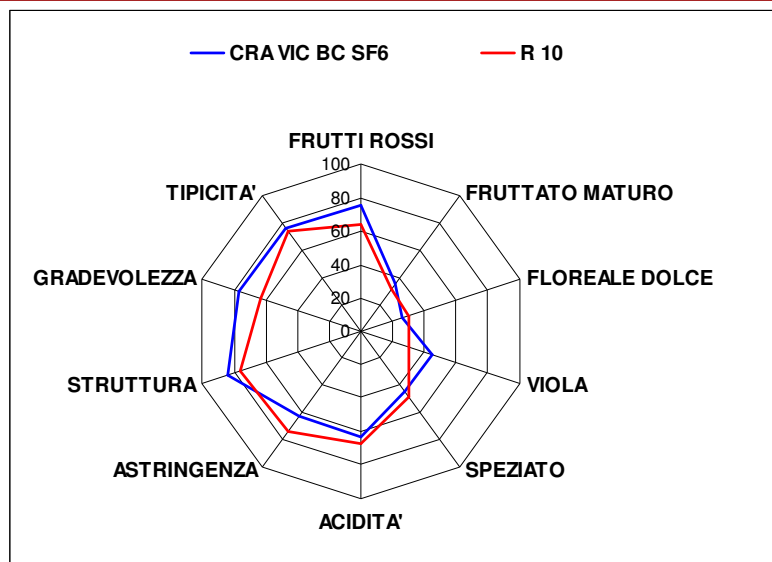 CRA VIC BC SF6
R 10
FRUTTI ROSSI
100
TIPICITA'
FRUTTATO MATURO
80
60
GRADEVOLEZZA
FLOREALE DOLCE
40
20
0
STRUTTURA
VIOLA
ASTRINGENZA
SPEZIATO
ACIDITA'